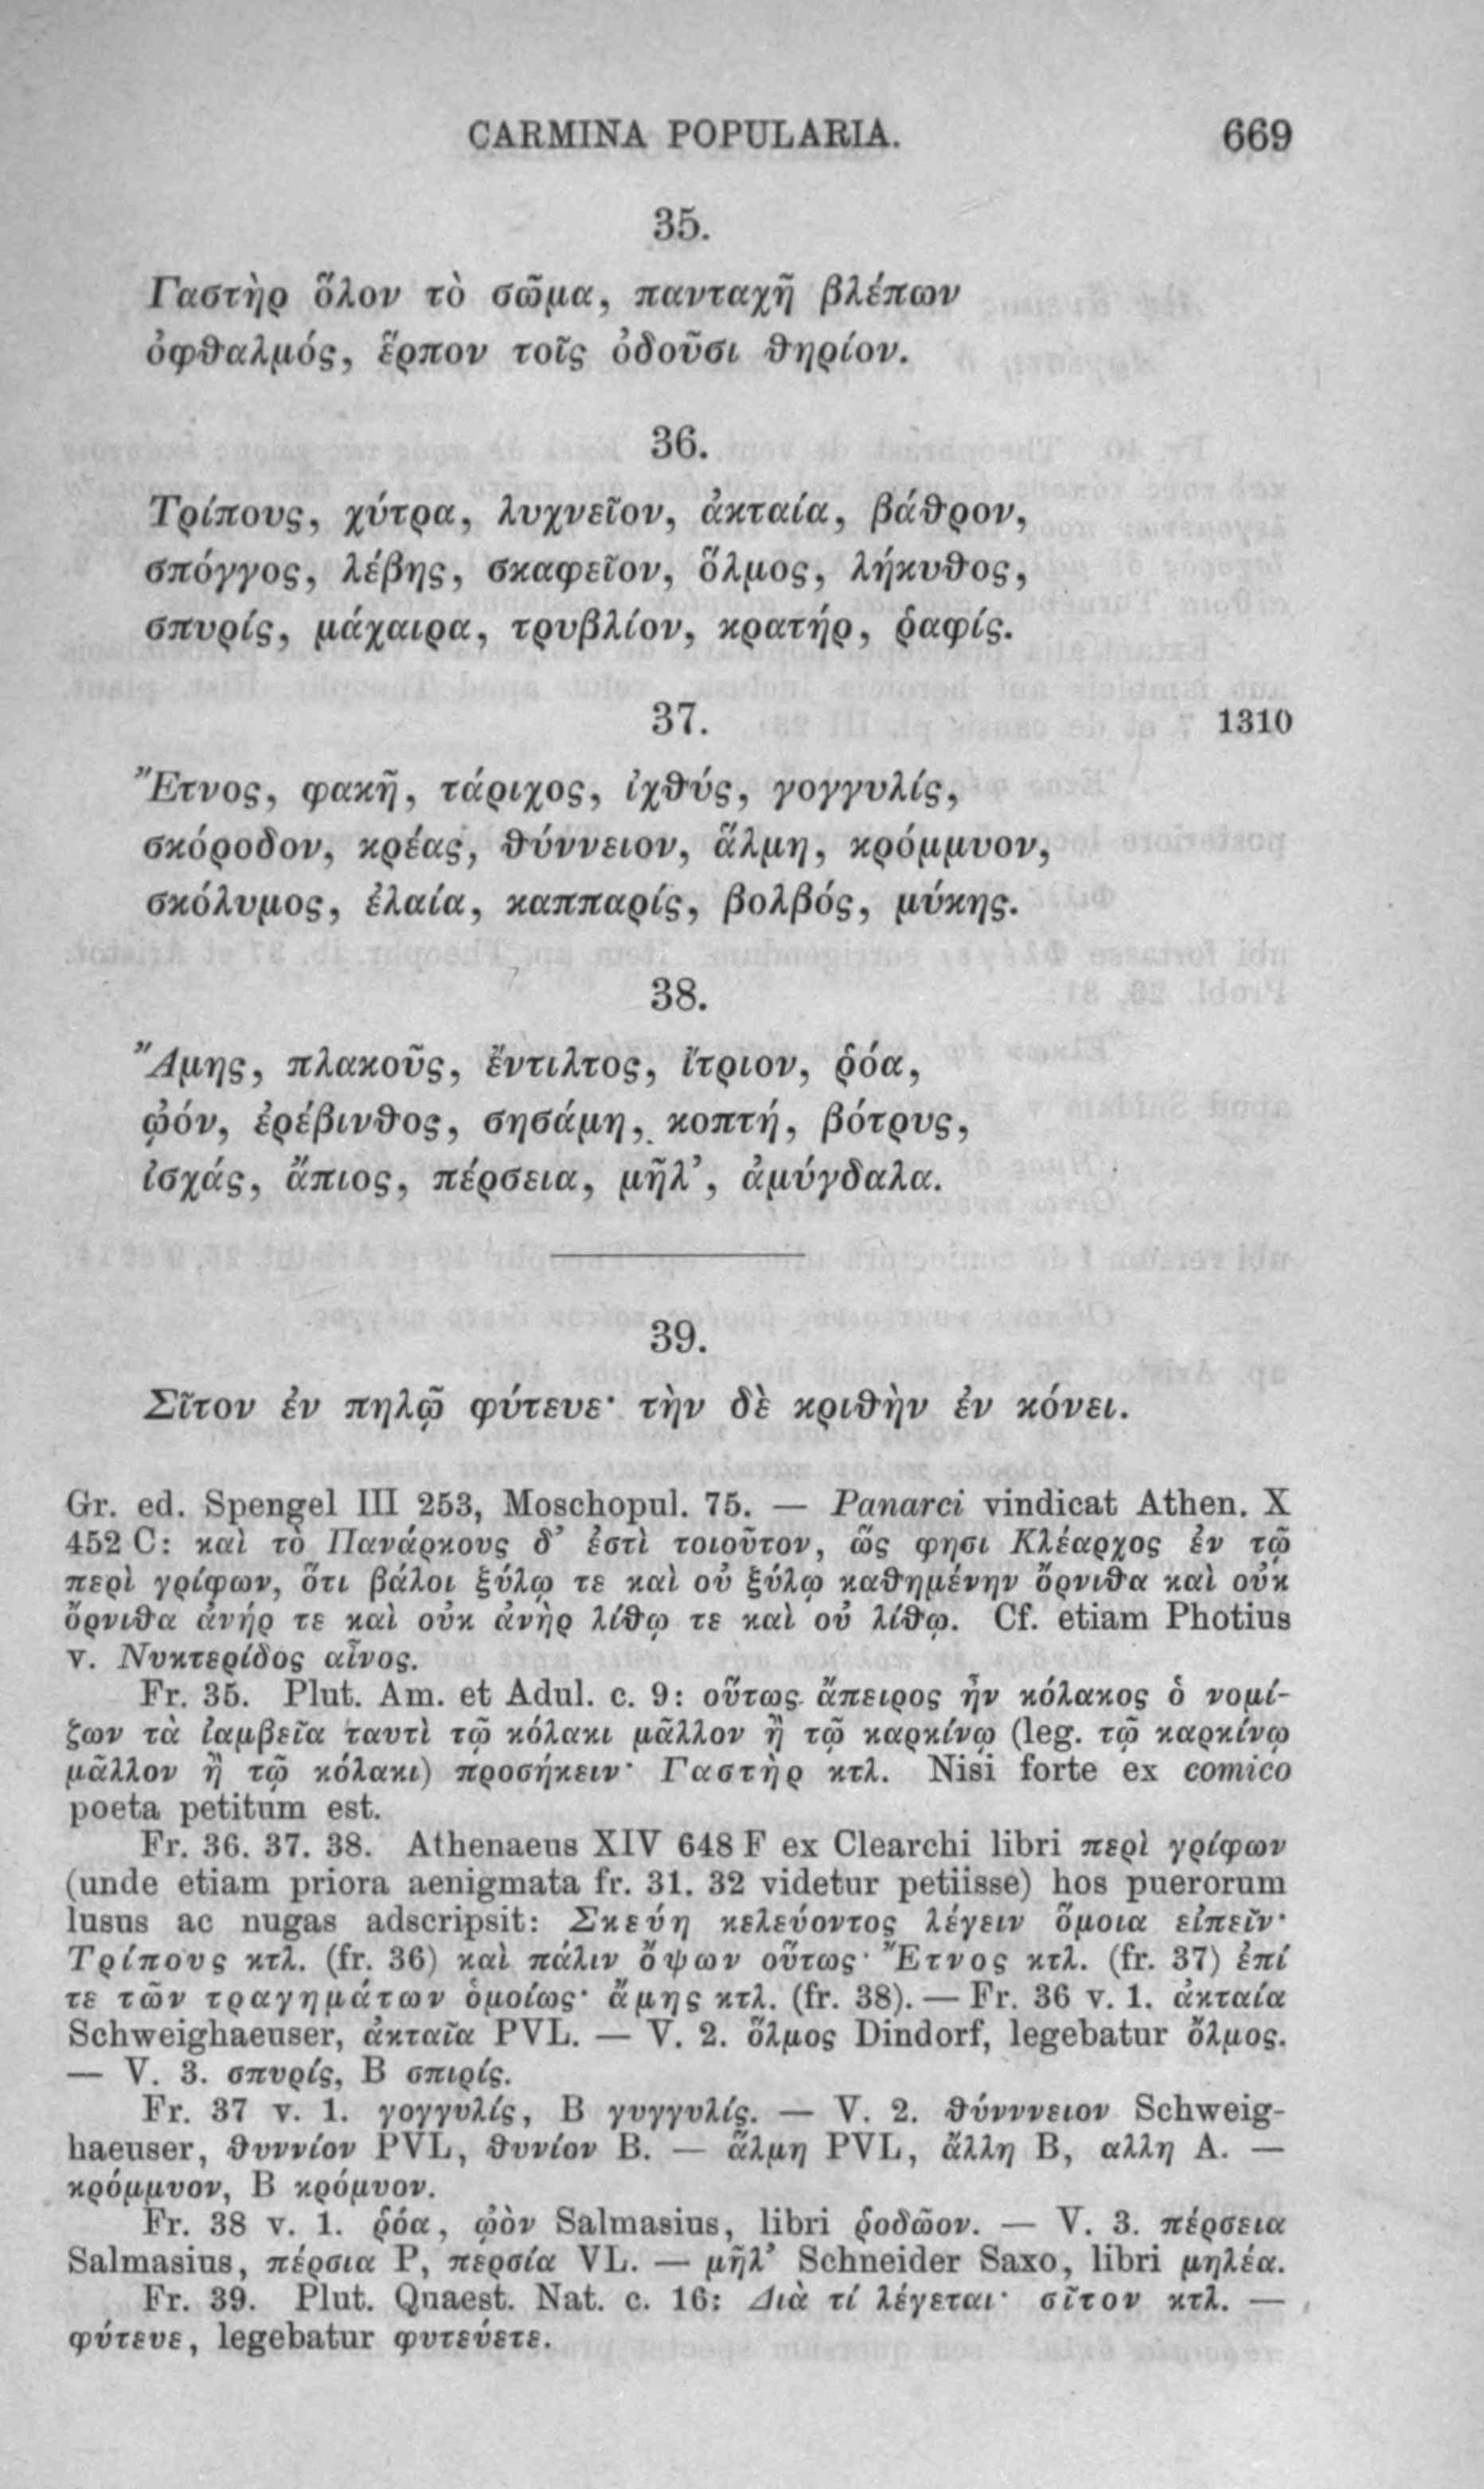 CARMINA POPULARIA. 669
35.
Γαστὴρ ὅλον τὸ σῶμα, πανταχῆ βλέπων
ὀφθαλμός, ἕρπον τοῖς ὀδοῦσι θηρίον.
36.
Τρίπους, χύτρα, λυχνεῖον, ἀκταία, βάθρον,
σπόγγος, λέβης, σκαφεῖον, ὅλμος, λήκυθος,
σπυρίς, μάχαιρα, τρυβλίον, κρατήρ, ῥαφίς.
37. 1310
Ἔτνος, φακῆ, τάριχος, ἰχθύς, γογγυλίς,
σκόροδον, κρέας, θύννειον, ἅλμη, κρόμμυον,
σκόλυμος, ἐλαία, καππαρίς, βολβός, μύκης.
38.
Ἄμης, πλακοῦς, ἔντιλτος, ἴτριον, ῥόα,
ᾠόν, ἐρέβινθος, σησάμη, κοπτή, βότρυς,
ἰσχάς, ἄπιος, πέρσεια, μῆλ’, ἀμύγδαλα.
39.
Σῖτον ἐν πηλῷ φύτευε· τὴν δὲ κριθὴν ἐν κόνει.
Gr. ed. Spengel III 253, Moschopul. 75. — Panarci vindicat Athen. X
452 C: καὶ τὸ Πανάρκους δ’ ἐστὶ τοιοῦτον, ὥς φησι Κλέαρχος ἐν τῷ
περὶ γρίφων, ὅτι βάλοι ξύλῳ τε καὶ οὐ ξύλῳ καθημένην ὄρνιθα καὶ οὐκ
ὄρνιθα ἀνήρ τε καὶ οὐκ ἀνὴρ λίθῳ τε καὶ οὐ λίθῳ. Cf. etiam Photius
v. Νυκτερίδος αἶνος.
Fr. 35. Plut. Am. et Adul. c. 9: οὕτως ἄπειρος ἦν κόλακος ὁ νομί-
ζων τὰ ἰαμβεῖα ταυτὶ τῷ κόλακι μᾶλλον ἢ τῷ καρκίνῳ (leg. τῷ καρκίνῳ
μᾶλλον ἢ τῷ κόλακι) προσήκειν· Γαστὴρ κτλ. Nisi forte ex comico
poeta petitum est.
Fr. 36. 37. 38. Athenaeus XIV 648 F ex Clearchi libri περὶ γρίφων
(unde etiam priora aenigmata fr. 31. 32 videtur petiisse) hos puerorum
lusus ac nugas adscripsit: Σκεύη κελεύοντος λέγειν ὅμοια εἰπεῖν·
Τρίπους κτλ. (fr. 36) καὶ πάλιν ὄψων οὕτως· Ἔτνος κτλ. (fr. 37) ἐπί
τε τῶν τραγημάτων ὁμοίως· ἄμης κτλ. (fr. 38). — Fr. 36 v. 1. ἀκταία
Schweighaeuser, ἀκταῖα PVL. — V. 2. ὅλμος Dindorf, legebatur ὄλμος.
— V. 3. σπυρίς, B σπιρίς.
Fr. 37 v. 1. γογγυλίς, B γυγγυλίς. — V. 2. θύνννειον Schweig-
haeuser, θυννίον PVL, θυνίον B. — ἅλμη PVL, ἄλλη B, αλλη A. —
κρόμμυον, B κρόμυον.
Fr. 38 v. 1. ῥόα, ᾠὸν Salmasius, libri ῥοδῶον. — V. 3. πέρσεια
Salmasius, πέρσια P, περσία VL. — μῆλ’ Schneider Saxo, libri μηλέα.
Fr. 39. Plut. Quaest. Nat. c. 16: Διὰ τί λέγεται· σῖτον κτλ. —
φύτευε, legebatur φυτεύετε.